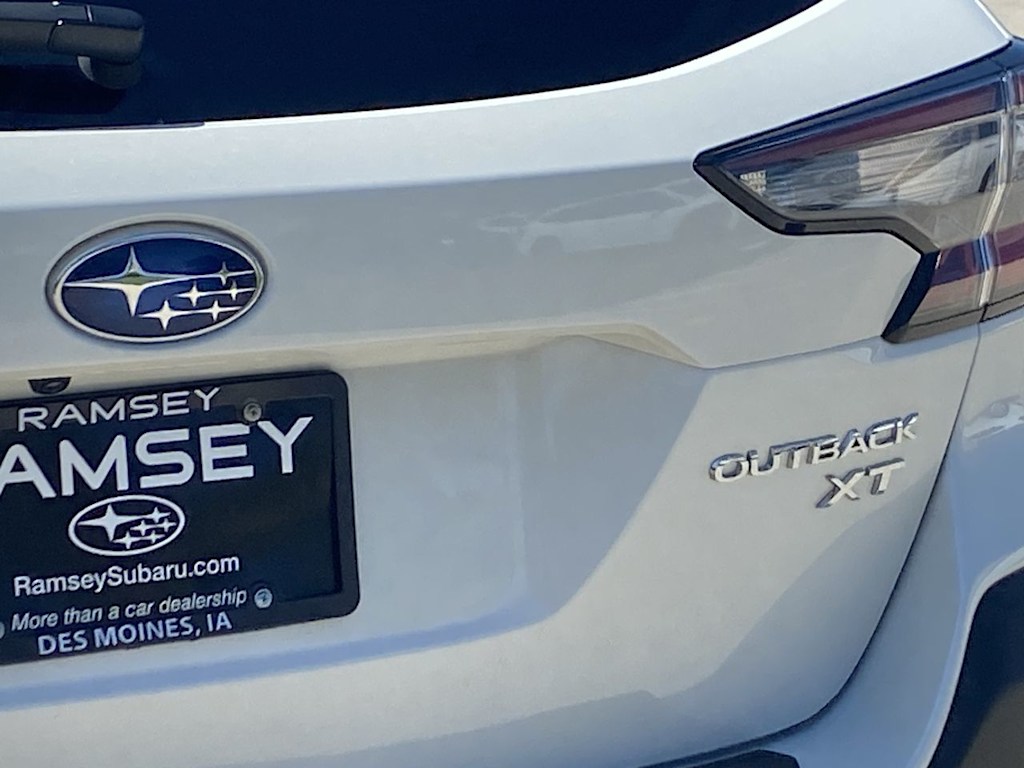 RAMSEY
AMSEY
RamseySubaru.com
More than a car dealership
DES MOINES, IA
OUTBACK
XT